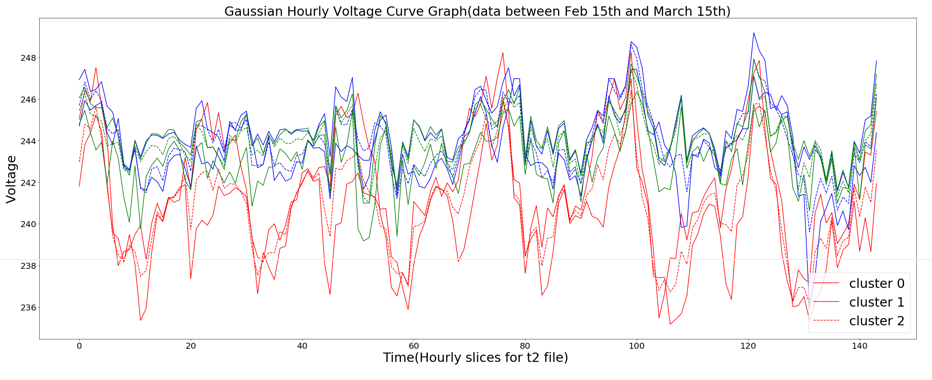 Gaussian Hourly Voltage Curve Graph(data between Feb 15th and March 15th)
248
246
244
242
240
238
236
Voltage
0 20 40 60 80 100 120 140
Time(Hourly slices for t2 file)
cluster 0
cluster 1
cluster 2